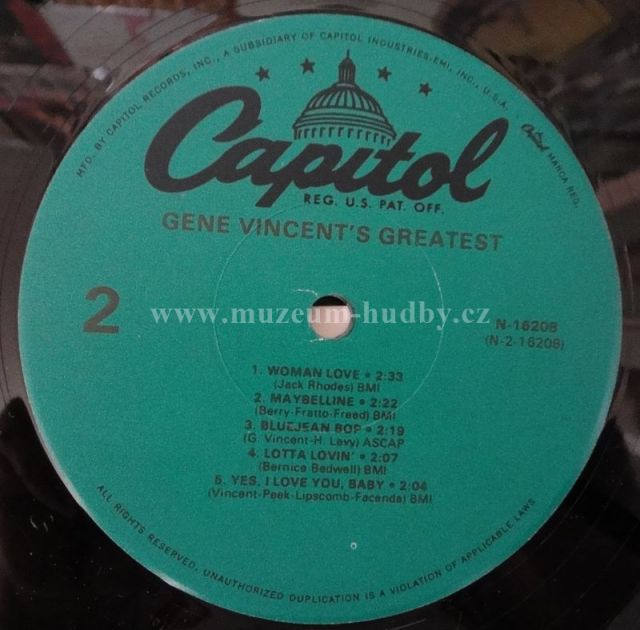 MFD. BY CAPITOL RECORDS, INC., A SUBSIDIARY OF CAPITOL INDUSTRIES-EMI, INC., U.S.A.
Capitol MARCA REG.
Capitol
REG. U.S. PAT. OFF.
GENE VINCENT'S GREATEST
2
www.muzeum-hudby.cz
N-16208
(N-2-16208)
1. WOMAN LOVE • 2:33
(Jack Rhodes) BMI
2. MAYBELLINE • 2:22
(Berry-Fratto-Freed) BMI
3. BLUEJEAN BOP • 2:19
(G. Vincent-H. Levy) ASCAP
4. LOTTA LOVIN' • 2:07
(Bernice Bedwell) BMI
5. YES, I LOVE YOU, BABY • 2:04
(Vincent-Peek-Lipscomb-Facenda) BMI
ALL RIGHTS RESERVED. UNAUTHORIZED DUPLICATION IS A VIOLATION OF APPLICABLE LAWS